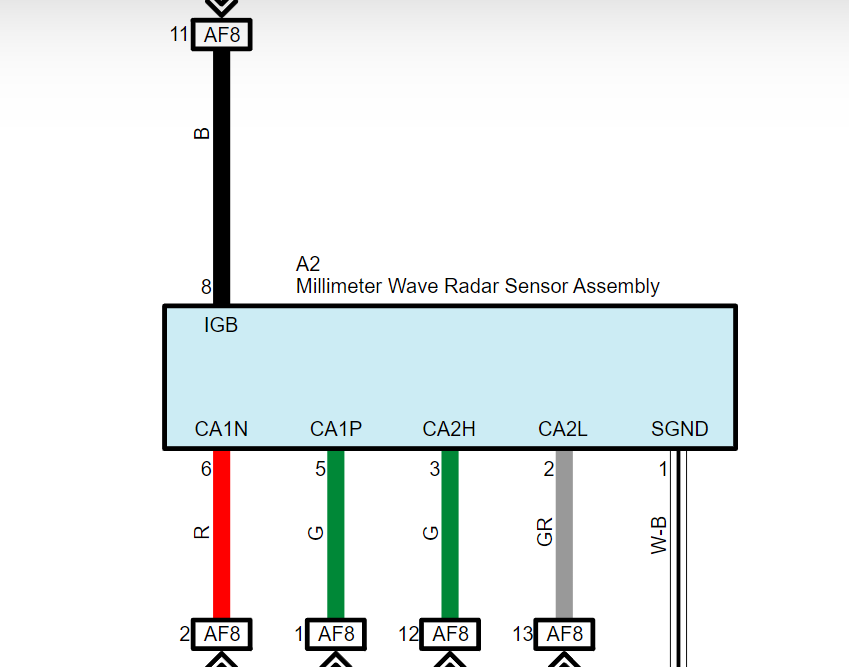 11 AF8
B
A2
Millimeter Wave Radar Sensor Assembly
8
IGB
CA1N CA1P CA2H CA2L SGND
6 5 3 2 1
R G G GR W-B
2 AF8 1 AF8 12 AF8 13 AF8